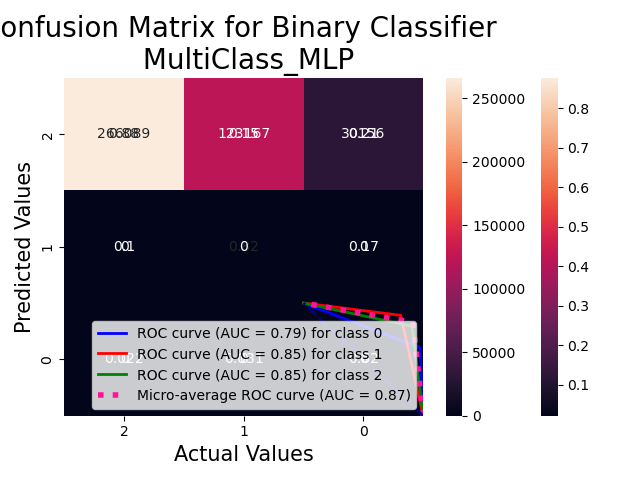 onfusion Matrix for Binary Classifier
MultiClass_MLP
Predicted Values
2
1
0
0
ROC curve (AUC = 0.79) for class 0
ROC curve (AUC = 0.85) for class 1
ROC curve (AUC = 0.85) for class 2
Micro-average ROC curve (AUC = 0.87)
2
1
0
Actual Values
250000
200000
150000
100000
50000
0
0.8
0.7
0.6
0.5
0.4
0.3
0.2
0.1